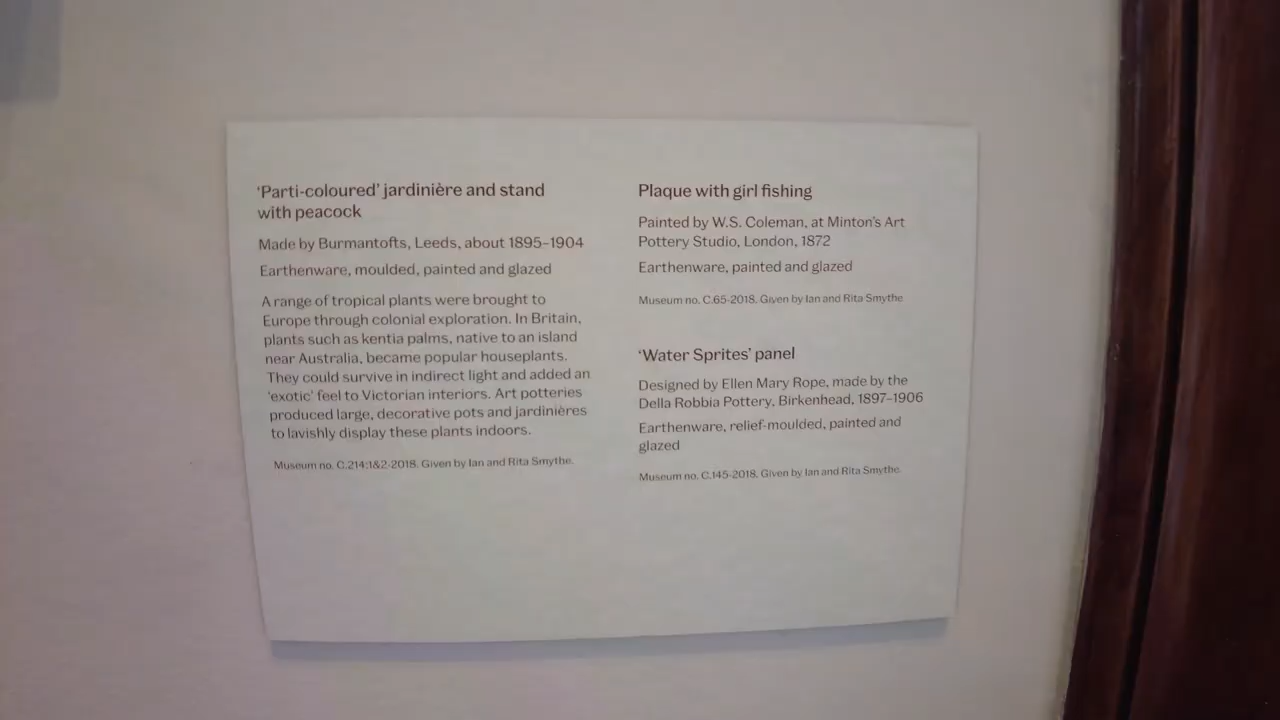 ‘Parti-coloured’ jardinière and stand
with peacock
Made by Burmantofts, Leeds, about 1895–1904
Earthenware, moulded, painted and glazed
A range of tropical plants were brought to
Europe through colonial exploration. In Britain,
plants such as kentia palms, native to an island
near Australia, became popular houseplants.
They could survive in indirect light and added an
‘exotic’ feel to Victorian interiors. Art potteries
produced large, decorative pots and jardinières
to lavishly display these plants indoors.
Museum no. C.214:1&2-2018. Given by Ian and Rita Smythe.
Plaque with girl fishing
Painted by W.S. Coleman, at Minton’s Art
Pottery Studio, London, 1872
Earthenware, painted and glazed
Museum no. C.65-2018. Given by Ian and Rita Smythe
‘Water Sprites’ panel
Designed by Ellen Mary Rope, made by the
Della Robbia Pottery, Birkenhead, 1897–1906
Earthenware, relief-moulded, painted and
glazed
Museum no. C.145-2018. Given by Ian and Rita Smythe.